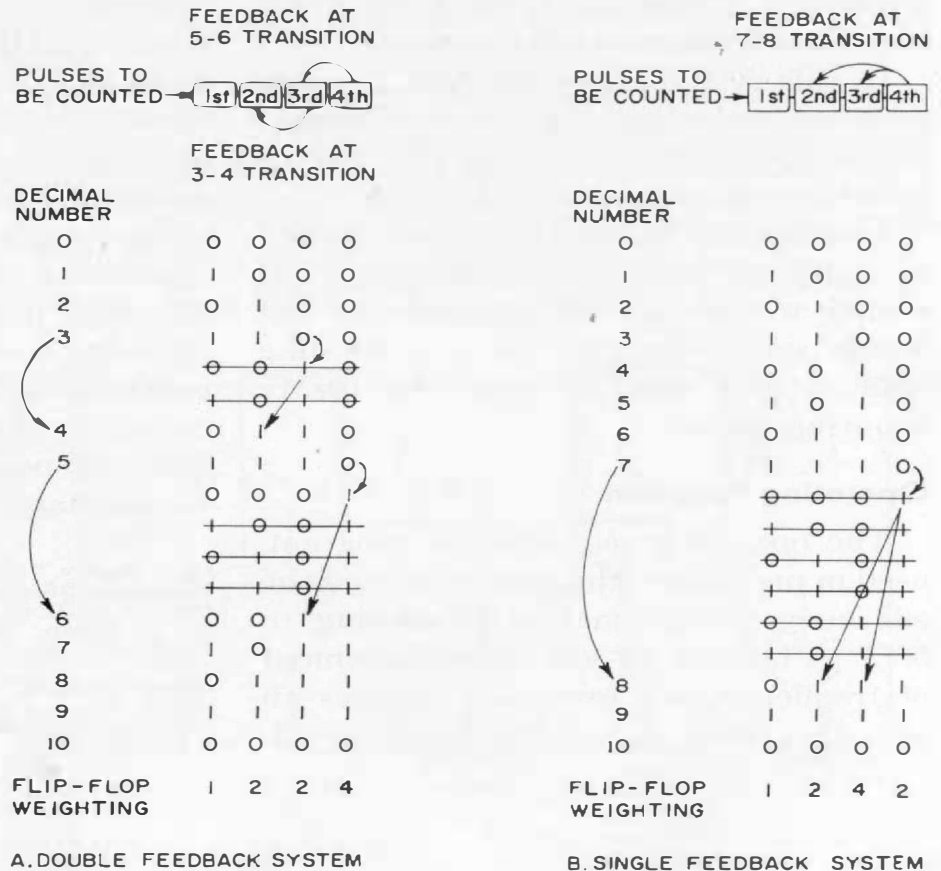 FEEDBACK AT
5-6 TRANSITION
PULSES TO
BE COUNTED
1st 2nd 3rd 4th
FEEDBACK AT
3-4 TRANSITION
DECIMAL
NUMBER
0 0 0 0 0
1 1 0 0 0
2 0 1 0 0
3 1 1 0 0
0 0 1 0
1 0 1 0
4 0 1 1 0
5 1 1 1 0
0 0 0 1
1 0 0 1
0 1 0 1
1 1 0 1
6 0 0 1 1
7 1 0 1 1
8 0 1 1 1
9 1 1 1 1
10 0 0 0 0
FLIP-FLOP
WEIGHTING
1 2 2 4
A. DOUBLE FEEDBACK SYSTEM
FEEDBACK AT
7-8 TRANSITION
PULSES TO
BE COUNTED
1st 2nd 3rd 4th
DECIMAL
NUMBER
0 0 0 0 0
1 1 0 0 0
2 0 1 0 0
3 1 1 0 0
4 0 0 1 0
5 1 0 1 0
6 0 1 1 0
7 1 1 1 0
0 0 0 1
1 0 0 1
0 1 0 1
1 1 0 1
0 0 1 1
1 0 1 1
8 0 1 1 1
9 1 1 1 1
10 0 0 0 0
FLIP-FLOP
WEIGHTING
1 2 4 2
B. SINGLE FEEDBACK SYSTEM